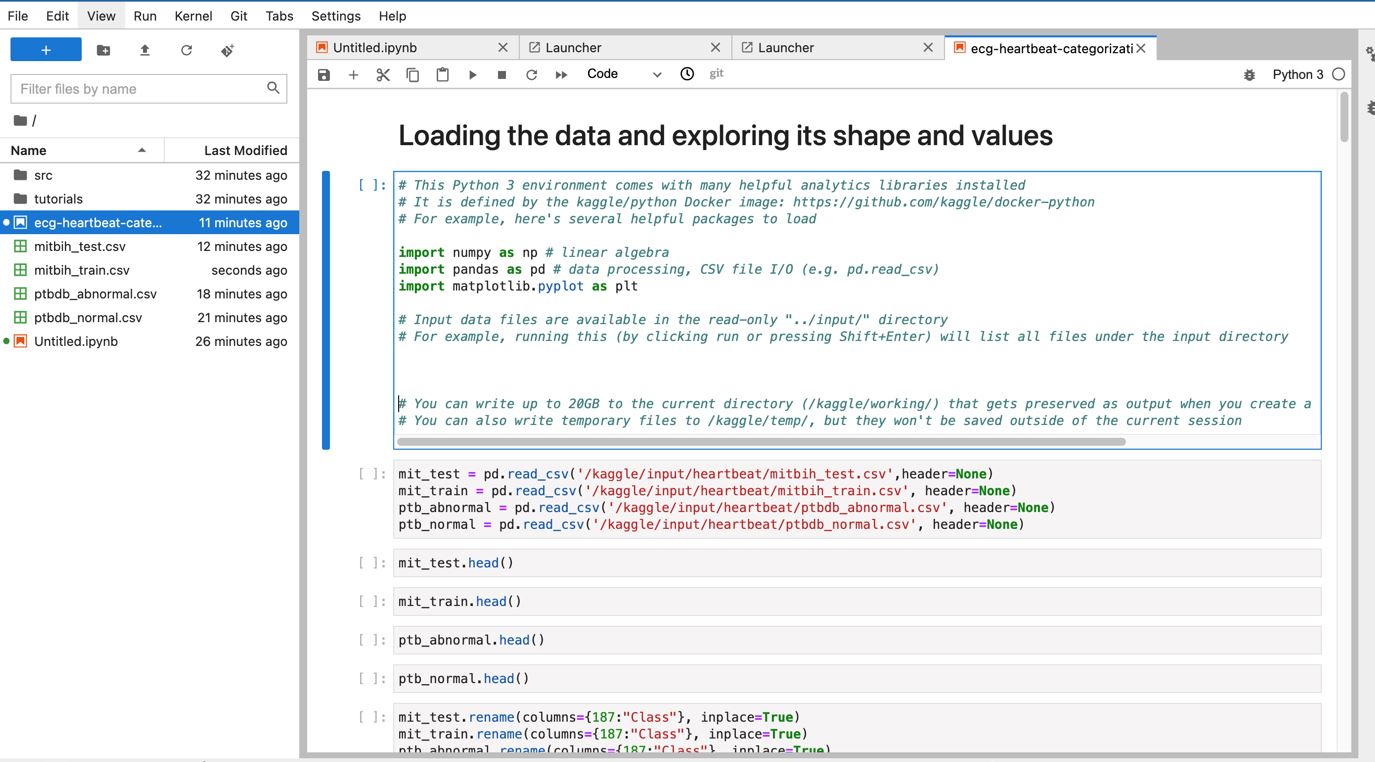 File Edit View Run Kernel Git Tabs Settings Help
+
Filter files by name
/
Name Last Modified
src 32 minutes ago
tutorials 32 minutes ago
ecg-heartbeat-cate... 11 minutes ago
mitbih_test.csv 12 minutes ago
mitbih_train.csv seconds ago
ptbdb_abnormal.csv 18 minutes ago
ptbdb_normal.csv 21 minutes ago
Untitled.ipynb 26 minutes ago
Untitled.ipynb Launcher Launcher ecg-heartbeat-categorizati
Code git Python 3
Loading the data and exploring its shape and values
[ ]: # This Python 3 environment comes with many helpful analytics libraries installed
# It is defined by the kaggle/python Docker image: https://github.com/kaggle/docker-python
# For example, here's several helpful packages to load
import numpy as np # linear algebra
import pandas as pd # data processing, CSV file I/O (e.g. pd.read_csv)
import matplotlib.pyplot as plt
# Input data files are available in the read-only "../input/" directory
# For example, running this (by clicking run or pressing Shift+Enter) will list all files under the input directory
# You can write up to 20GB to the current directory (/kaggle/working/) that gets preserved as output when you create a
# You can also write temporary files to /kaggle/temp/, but they won't be saved outside of the current session
[ ]: mit_test = pd.read_csv('/kaggle/input/heartbeat/mitbih_test.csv',header=None)
mit_train = pd.read_csv('/kaggle/input/heartbeat/mitbih_train.csv', header=None)
ptb_abnormal = pd.read_csv('/kaggle/input/heartbeat/ptbdb_abnormal.csv', header=None)
ptb_normal = pd.read_csv('/kaggle/input/heartbeat/ptbdb_normal.csv', header=None)
[ ]: mit_test.head()
[ ]: mit_train.head()
[ ]: ptb_abnormal.head()
[ ]: ptb_normal.head()
[ ]: mit_test.rename(columns={187:"Class"}, inplace=True)
mit_train.rename(columns={187:"Class"}, inplace=True)
ptb_abnormal.rename(columns={187:"Class"}, inplace=True)